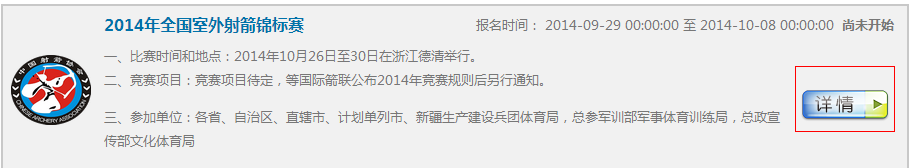 2014年全国室外射箭锦标赛 报名时间： 2014-09-29 00:00:00 至 2014-10-08 00:00:00 尚未开始
一、比赛时间和地点：2014年10月26日至30日在浙江德清举行。
二、竞赛项目：竞赛项目待定，等国际箭联公布2014年竞赛规则后另行通知。
中国射箭协会
CHINESE ARCHERY ASSOCIATION
详情
三、参加单位：各省、自治区、直辖市、计划单列市、新疆生产建设兵团体育局，总参军训部军事体育训练局，总政宣
传部文化体育局